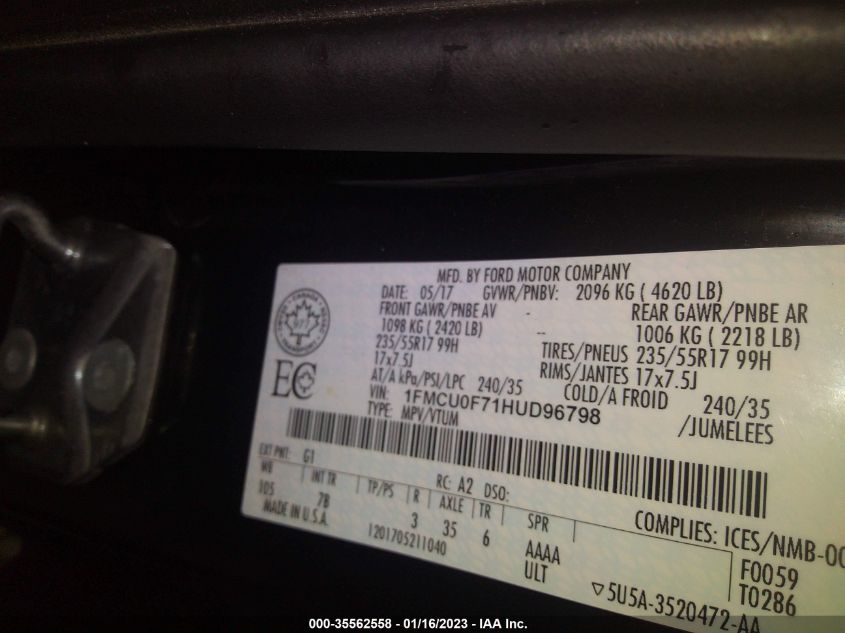 MFD. BY FORD MOTOR COMPANY
DATE: 05/17 GVWR/PNBV: 2096 KG ( 4620 LB)
FRONT GAWR/PNBE AV REAR GAWR/PNBE AR
1098 KG ( 2420 LB) 1006 KG ( 2218 LB)
235/55R17 99H TIRES/PNEUS 235/55R17 99H
17x7.5J RIMS/JANTES 17x7.5J
AT/A kPa/PSI/LPC 240/35 COLD/A FROID 240/35
VIN: 1FMCU0F71HUD96798 /JUMELEES
TYPE: MPV/VTUM
EC
EXT PNT: G1 RC: A2 DSO:
WB INT TR TP/PS R AXLE TR SPR
105 7B 3 35 6 AAAA
MADE IN U.S.A. ULT
1201705211040
COMPLIES: ICES/NMB-00
F0059
T0286
5U5A-3520472-AA
000-35562558 - 01/16/2023 - IAA Inc.